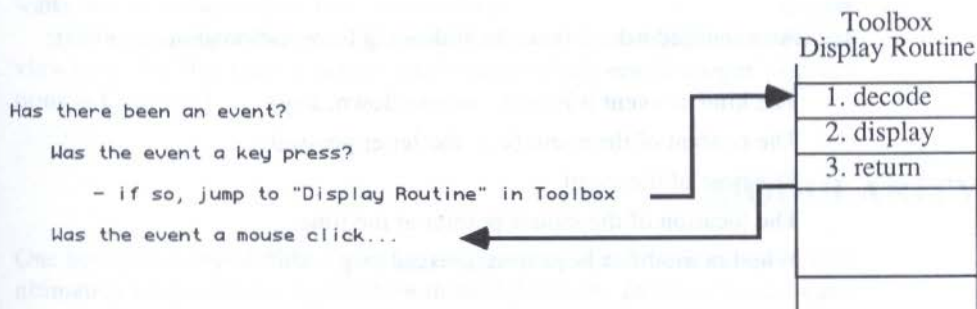 Toolbox
Display Routine
1. decode
Has there been an event?
2. display
Was the event a key press?
3. return
- if so, jump to "Display Routine" in Toolbox
Was the event a mouse click...